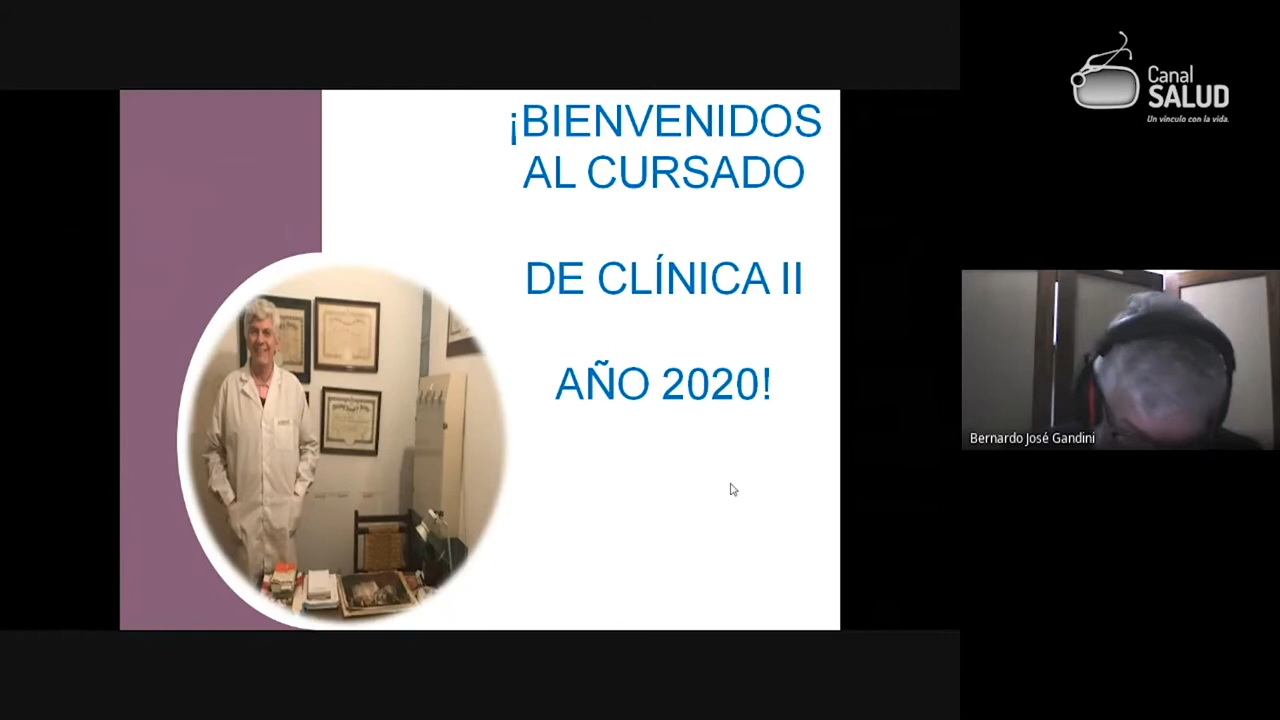 ¡BIENVENIDOS
AL CURSADO
DE CLÍNICA II
AÑO 2020!
Canal
SALUD
Un vínculo con la vida.
Bernardo José Gandini